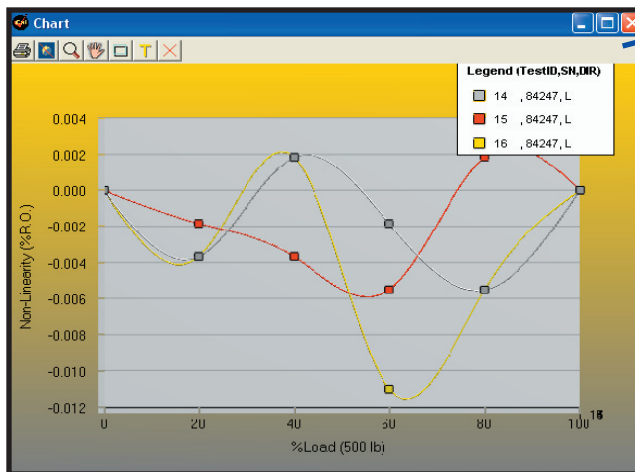 Chart
Legend (TestID,SN,DIR)
14 , 84247, L
15 , 84247, L
16 , 84247, L
0.004
0.002
0.000
-0.002
-0.004
-0.006
-0.008
-0.010
-0.012
Non-Linearity (%R.O.)
0 20 40 60 80 100
%Load (500 lb)